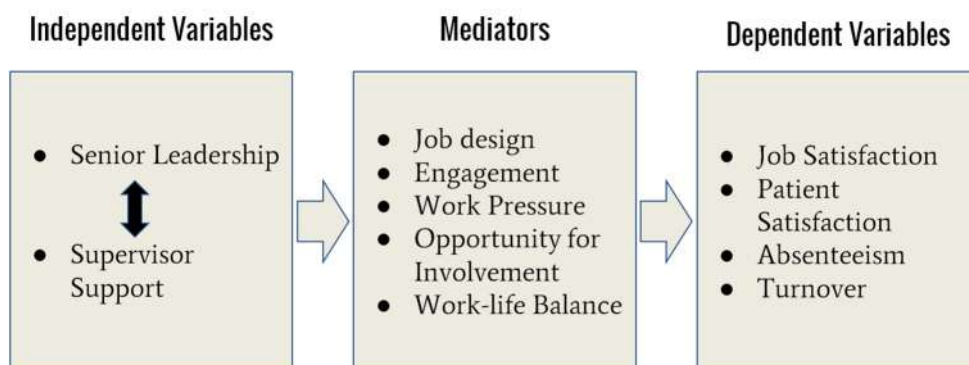 Independent Variables
● Senior Leadership
● Supervisor
Support
Mediators
● Job design
● Engagement
● Work Pressure
● Opportunity for
Involvement
● Work-life Balance
Dependent Variables
● Job Satisfaction
● Patient
Satisfaction
● Absenteeism
● Turnover